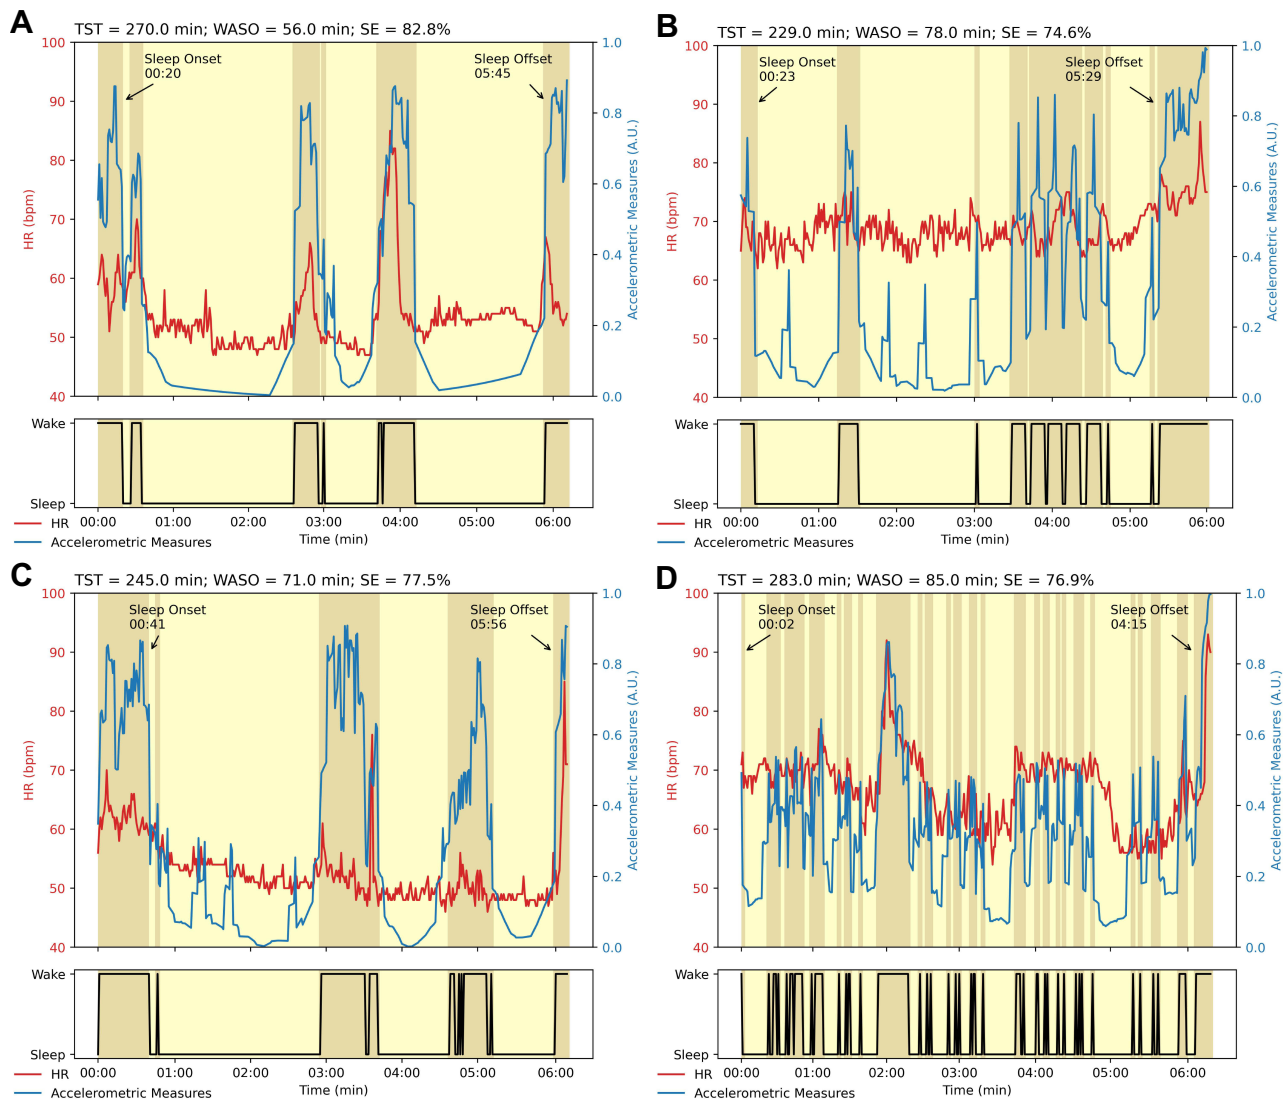 A
TST = 270.0 min; WASO = 56.0 min; SE = 82.8%
Sleep Onset
00:20
Sleep Offset
05:45
100
90
80
70
60
50
40
HR (bpm)
1.0
0.8
0.6
0.4
0.2
0.0
Accelerometric Measures (A.U.)
Wake
Sleep
00:00 01:00 02:00 03:00 04:00 05:00 06:00
Time (min)
HR
Accelerometric Measures
B
TST = 229.0 min; WASO = 78.0 min; SE = 74.6%
Sleep Onset
00:23
Sleep Offset
05:29
100
90
80
70
60
50
40
HR (bpm)
1.0
0.8
0.6
0.4
0.2
0.0
Accelerometric Measures (A.U.)
Wake
Sleep
00:00 01:00 02:00 03:00 04:00 05:00 06:00
Time (min)
HR
Accelerometric Measures
C
TST = 245.0 min; WASO = 71.0 min; SE = 77.5%
Sleep Onset
00:41
Sleep Offset
05:56
100
90
80
70
60
50
40
HR (bpm)
1.0
0.8
0.6
0.4
0.2
0.0
Accelerometric Measures (A.U.)
Wake
Sleep
00:00 01:00 02:00 03:00 04:00 05:00 06:00
Time (min)
HR
Accelerometric Measures
D
TST = 283.0 min; WASO = 85.0 min; SE = 76.9%
Sleep Onset
00:02
Sleep Offset
04:15
100
90
80
70
60
50
40
HR (bpm)
1.0
0.8
0.6
0.4
0.2
0.0
Accelerometric Measures (A.U.)
Wake
Sleep
00:00 01:00 02:00 03:00 04:00 05:00 06:00
Time (min)
HR
Accelerometric Measures